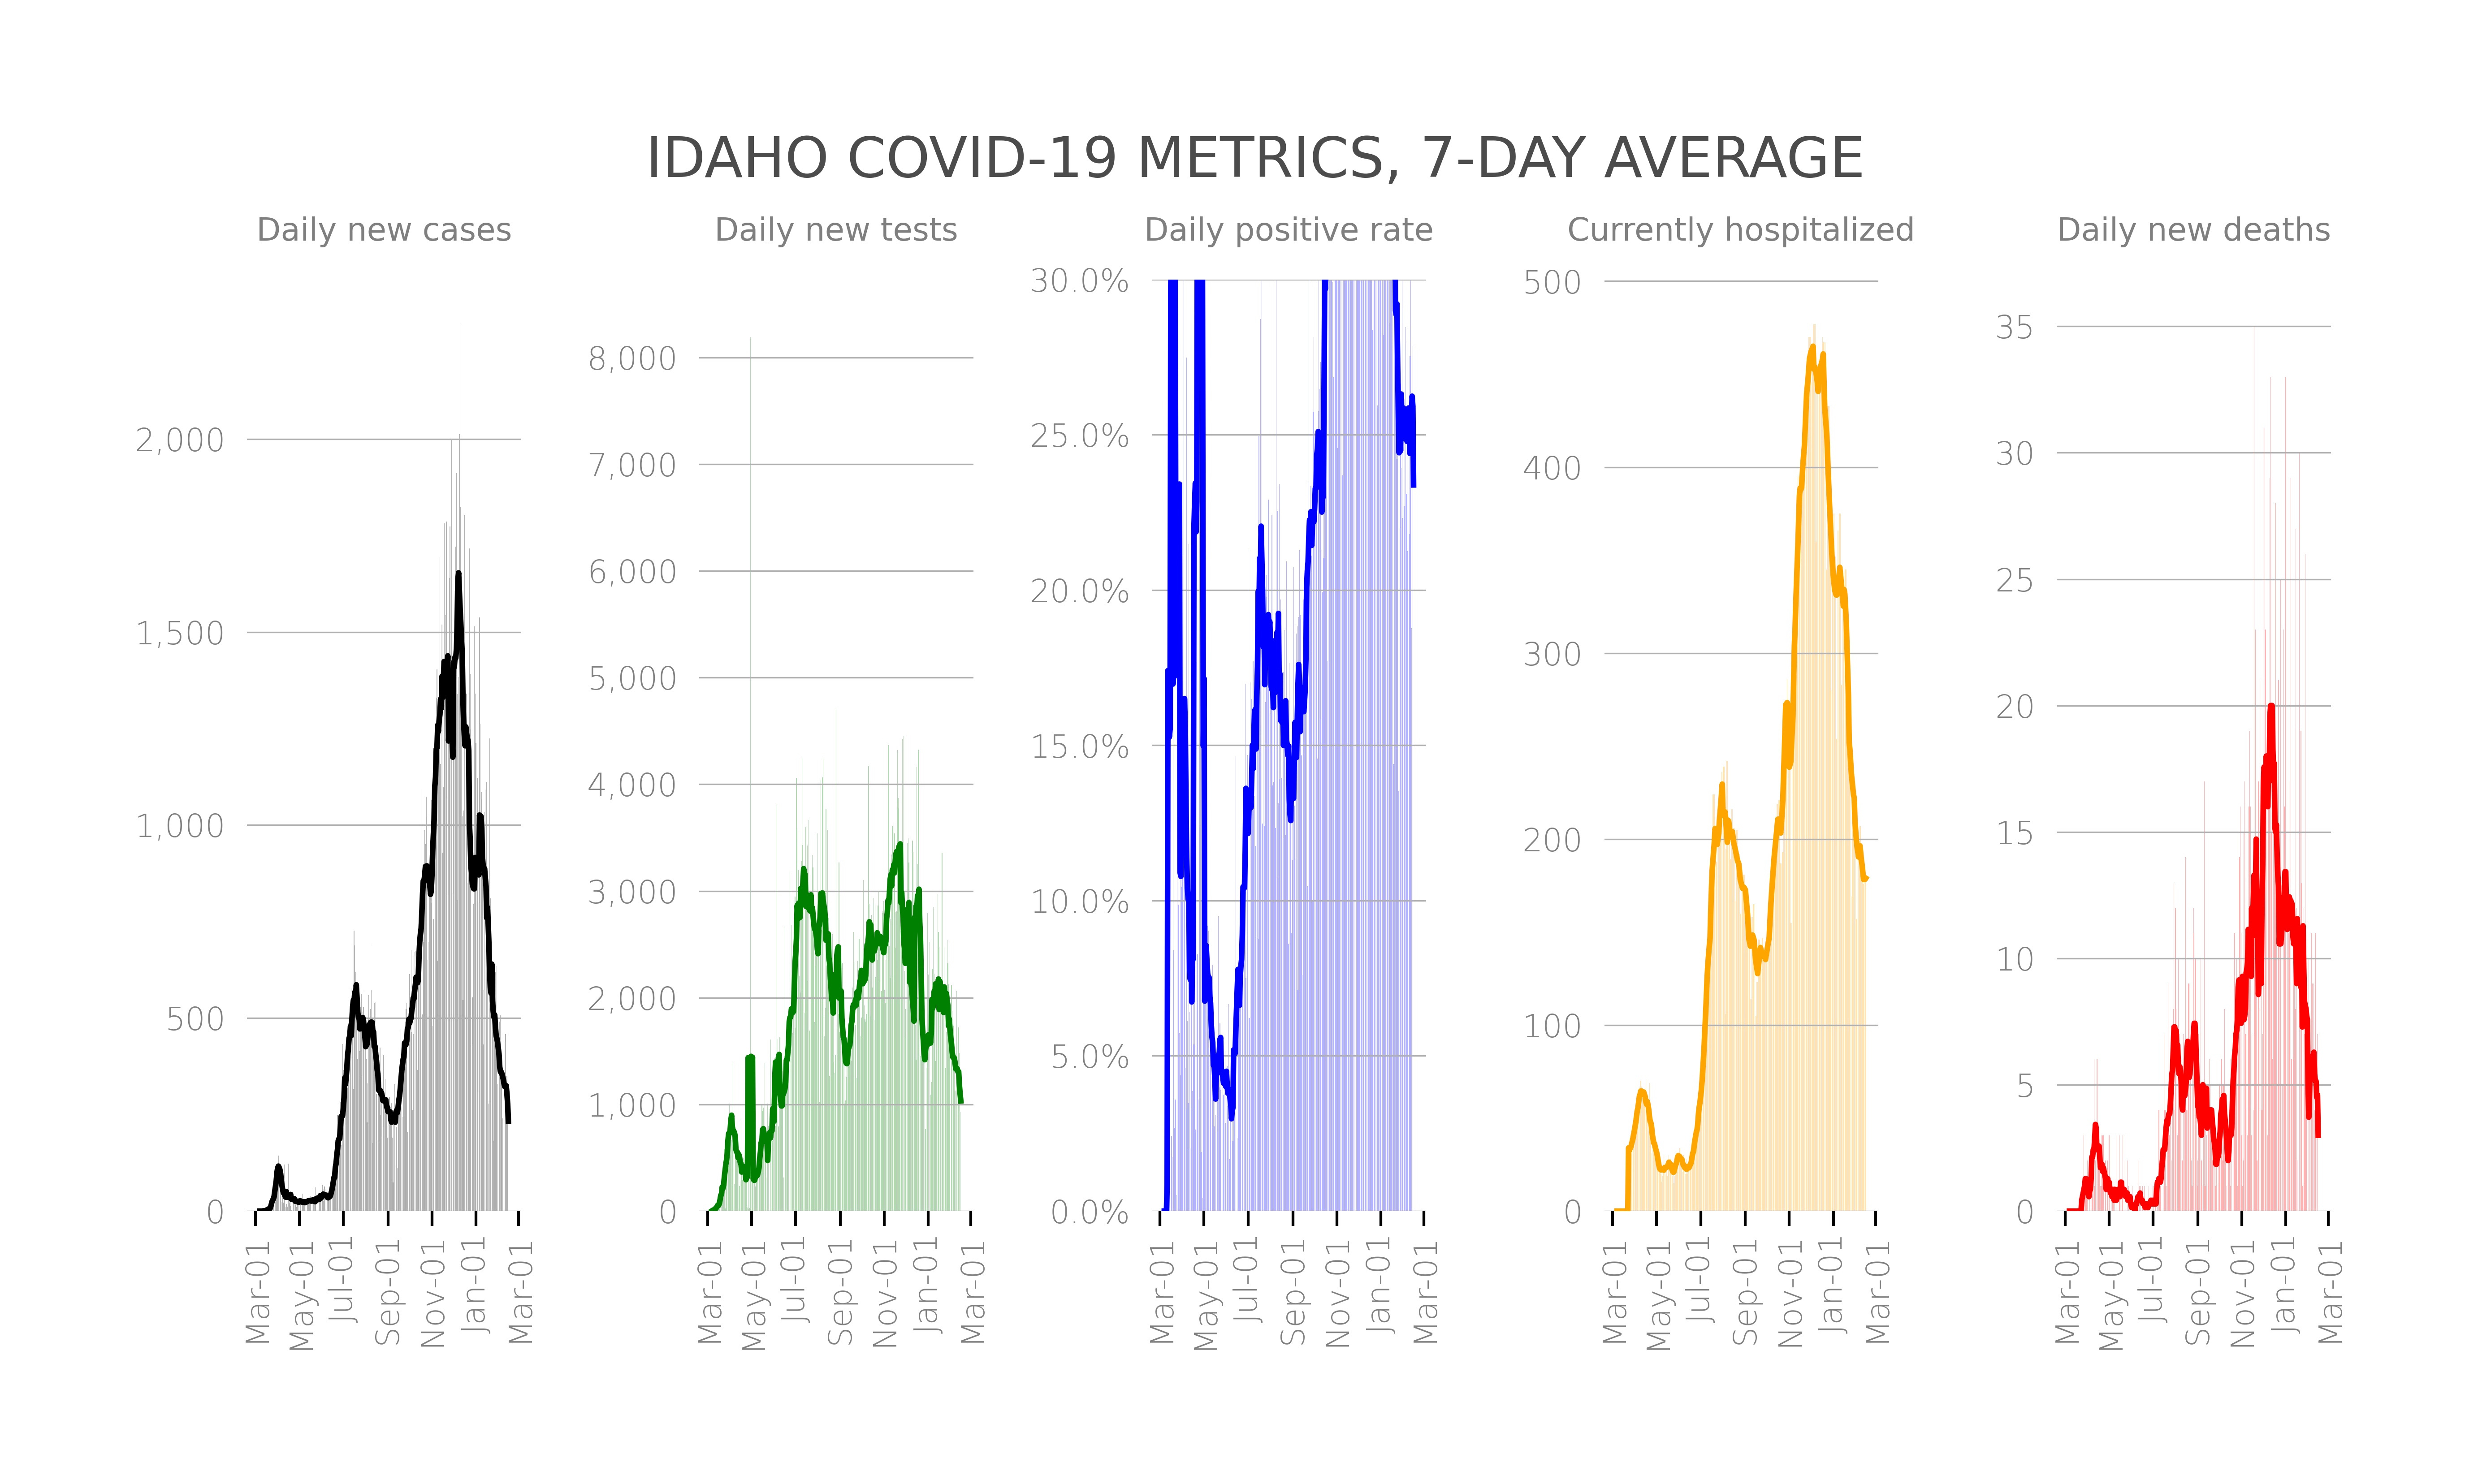 IDAHO COVID-19 METRICS, 7-DAY AVERAGE
Daily new cases
2,000
1,500
1,000
500
0
Mar-01
May-01
Jul-01
Sep-01
Nov-01
Jan-01
Mar-01
Daily new tests
8,000
7,000
6,000
5,000
4,000
3,000
2,000
1,000
0
Mar-01
May-01
Jul-01
Sep-01
Nov-01
Jan-01
Mar-01
Daily positive rate
30.0%
25.0%
20.0%
15.0%
10.0%
5.0%
0.0%
Mar-01
May-01
Jul-01
Sep-01
Nov-01
Jan-01
Mar-01
Currently hospitalized
500
400
300
200
100
0
Mar-01
May-01
Jul-01
Sep-01
Nov-01
Jan-01
Mar-01
Daily new deaths
35
30
25
20
15
10
5
0
Mar-01
May-01
Jul-01
Sep-01
Nov-01
Jan-01
Mar-01